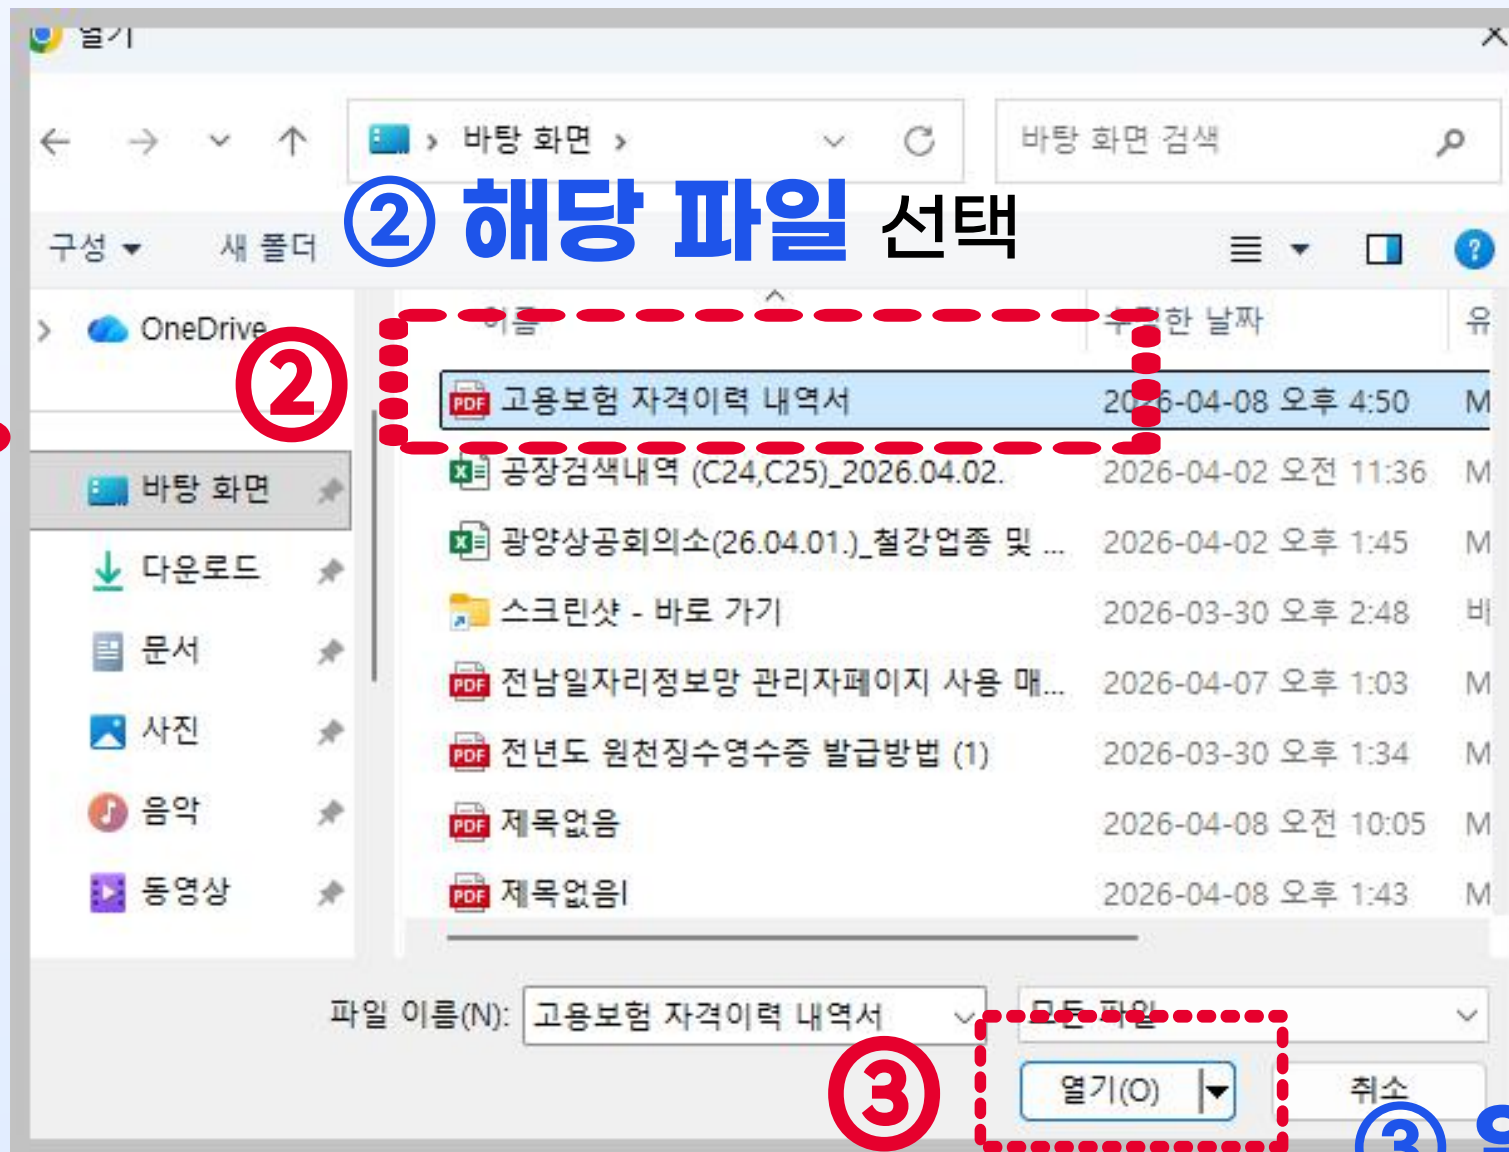 열기
바탕 화면
바탕 화면 검색
② 해당 파일 선택
구성
새 폴더
이름
수정한 날짜
유
OneDrive
②
고용보험 자격이력 내역서 2026-04-08 오후 4:50 M
바탕 화면
공장검색내역 (C24,C25)_2026.04.02. 2026-04-02 오전 11:36 M
다운로드
광양상공회의소(26.04.01.)_철강업종 및 ... 2026-04-02 오후 1:45 M
스크린샷 - 바로 가기 2026-03-30 오후 2:48 바
문서
전남일자리정보망 관리자페이지 사용 매... 2026-04-07 오후 1:03 M
사진
전년도 원천징수영수증 발급방법 (1) 2026-03-30 오후 1:34 M
음악
제목없음 2026-04-08 오전 10:05 M
동영상
제목없음I 2026-04-08 오후 1:43 M
파일 이름(N): 고용보험 자격이력 내역서
모든 파일
③
열기(O)
취소
③